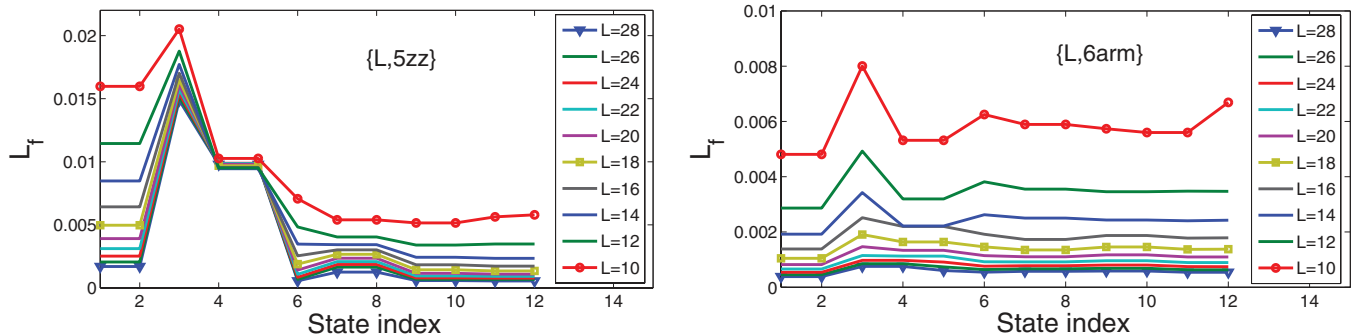 {L,5zz}
L_f
0.02
0.015
0.01
0.005
0
2 4 6 8 10 12 14
State index
L=28
L=26
L=24
L=22
L=20
L=18
L=16
L=14
L=12
L=10
{L,6arm}
L_f
0.01
0.008
0.006
0.004
0.002
0
2 4 6 8 10 12 14
State index
L=28
L=26
L=24
L=22
L=20
L=18
L=16
L=14
L=12
L=10